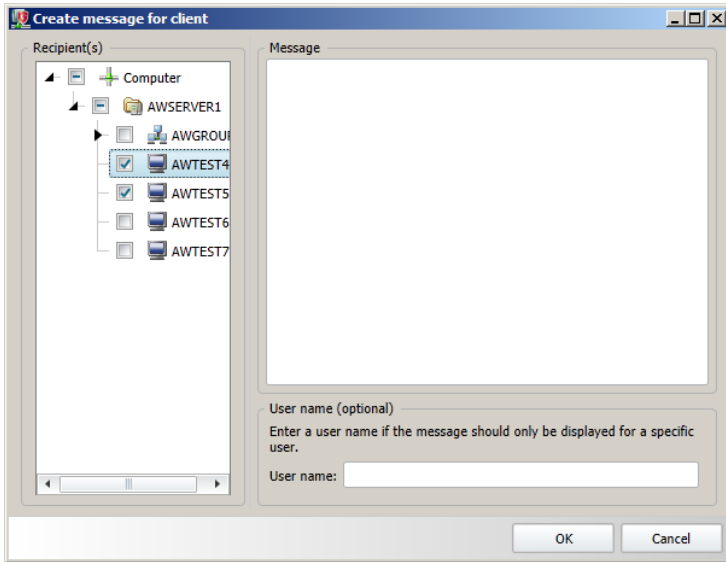 Create message for client
Recipient(s)
Computer
AWSERVER1
AWGROUI
AWTEST4
AWTEST5
AWTEST6
AWTEST7
Message
User name (optional)
Enter a user name if the message should only be displayed for a specific
user.
User name:
OK
Cancel